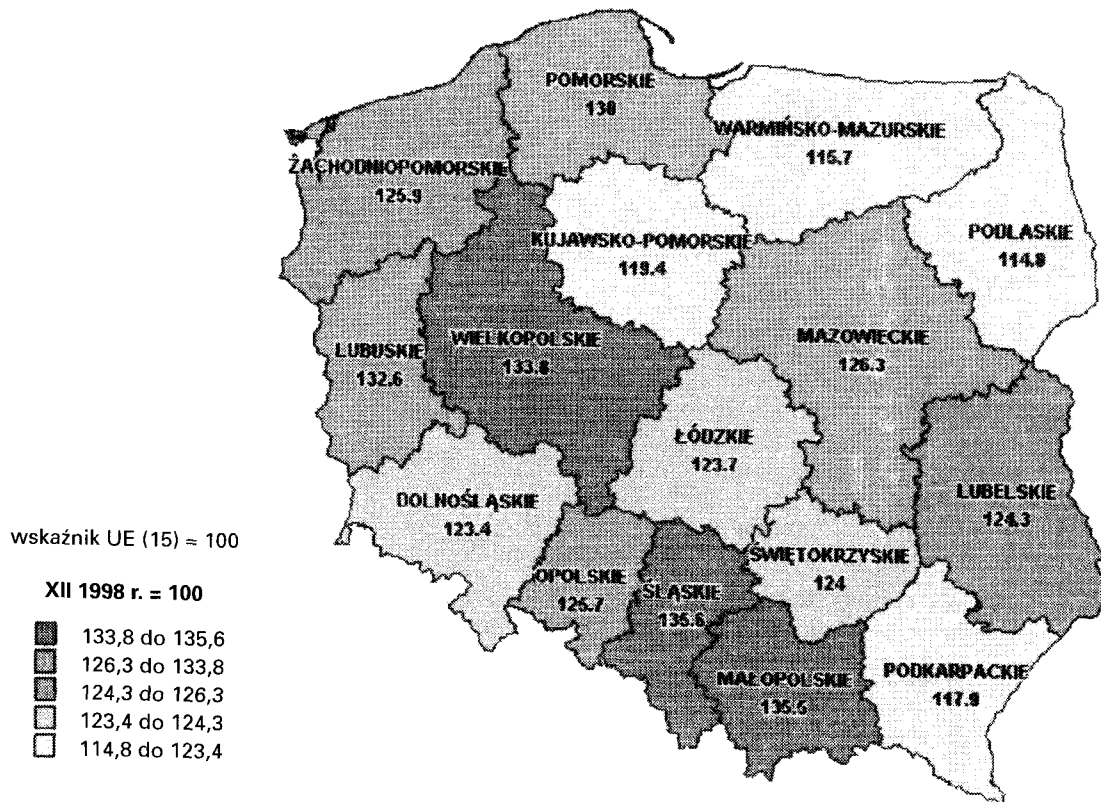 POMORSKIE
130
WARMIŃSKO-MAZURSKIE
115.7
ZACHODNIOPOMORSKIE
125.9
KUJAWSKO-POMORSKIE
119.4
PODLASKIE
114.8
WIELKOPOLSKIE
133.8
MAZOWIECKIE
126.3
LUBUSKIE
132.6
ŁÓDZKIE
123.7
LUBELSKIE
124.3
DOLNOŚLĄSKIE
123.4
ŚWIĘTOKRZYSKIE
124
OPOLSKIE
125.7
ŚLĄSKIE
135.6
MAŁOPOLSKIE
135.5
PODKARPACKIE
117.9
wskaźnik UE (15) = 100
XII 1998 r. = 100
133,8 do 135,6
126,3 do 133,8
124,3 do 126,3
123,4 do 124,3
114,8 do 123,4